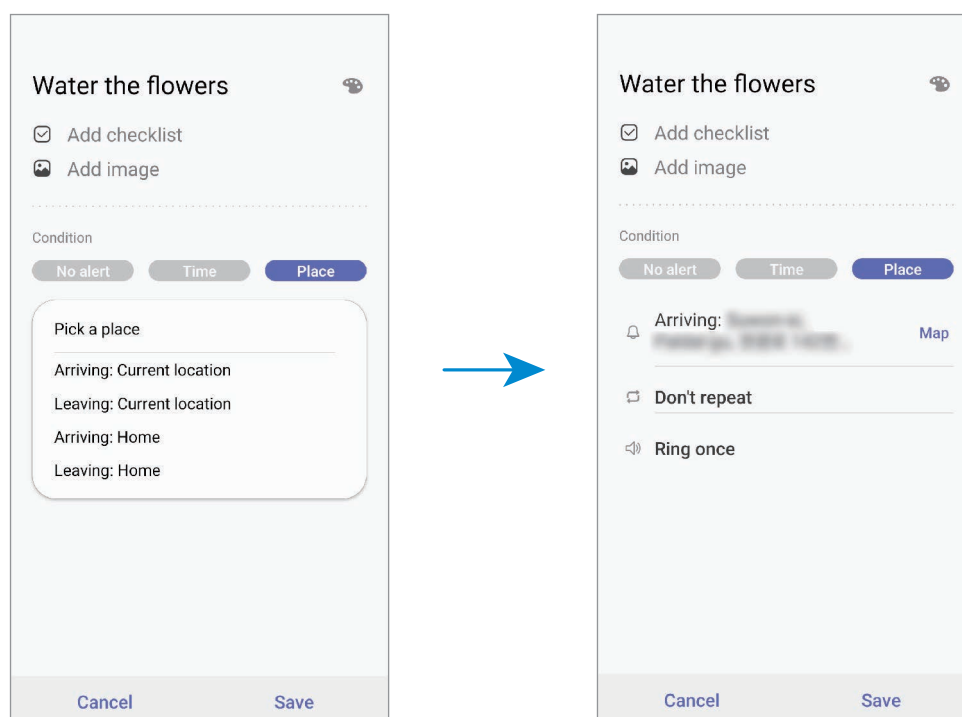 Water the flowers
Add checklist
Add image
Condition
No alert Time Place
Pick a place
Arriving: Current location
Leaving: Current location
Arriving: Home
Leaving: Home
Cancel Save
Water the flowers
Add checklist
Add image
Condition
No alert Time Place
Arriving:
Map
Don't repeat
Ring once
Cancel Save